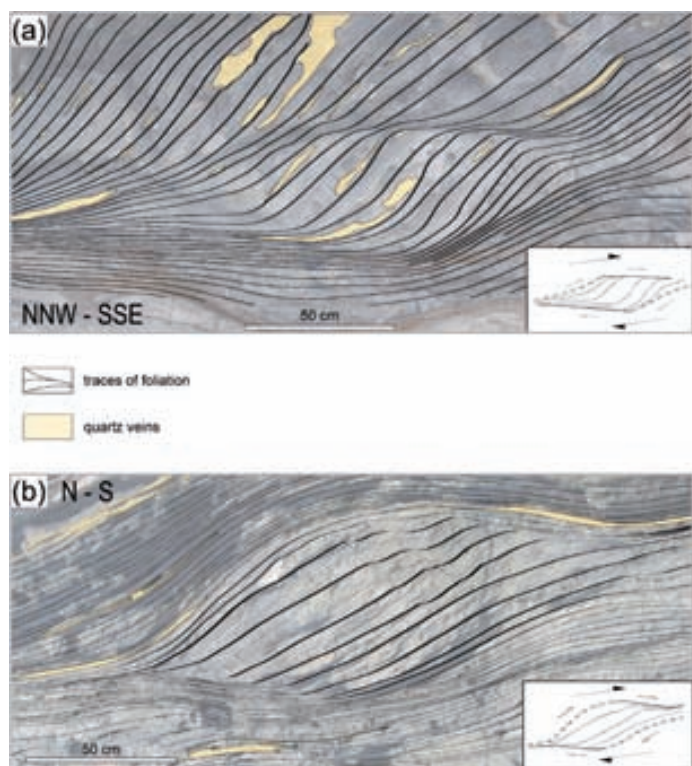 (a)
50 cm
NNW - SSE
traces of foliation
quartz veins
(b) N - S
50 cm